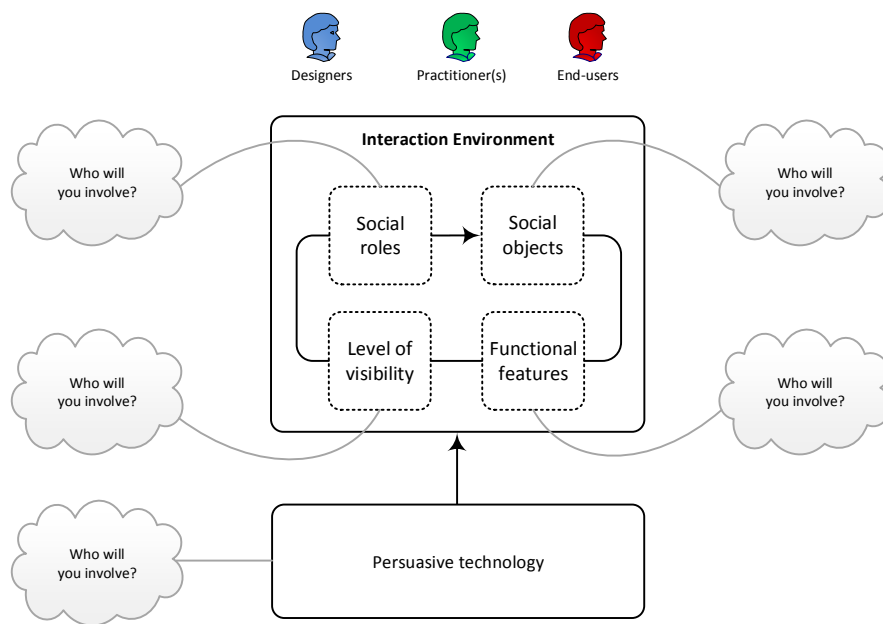 Designers
Practitioner(s)
End-users
Interaction Environment
Who will
you involve?
Who will
you involve?
Social
roles
Social
objects
Level of
visibility
Functional
features
Who will
you involve?
Who will
you involve?
Who will
you involve?
Persuasive technology